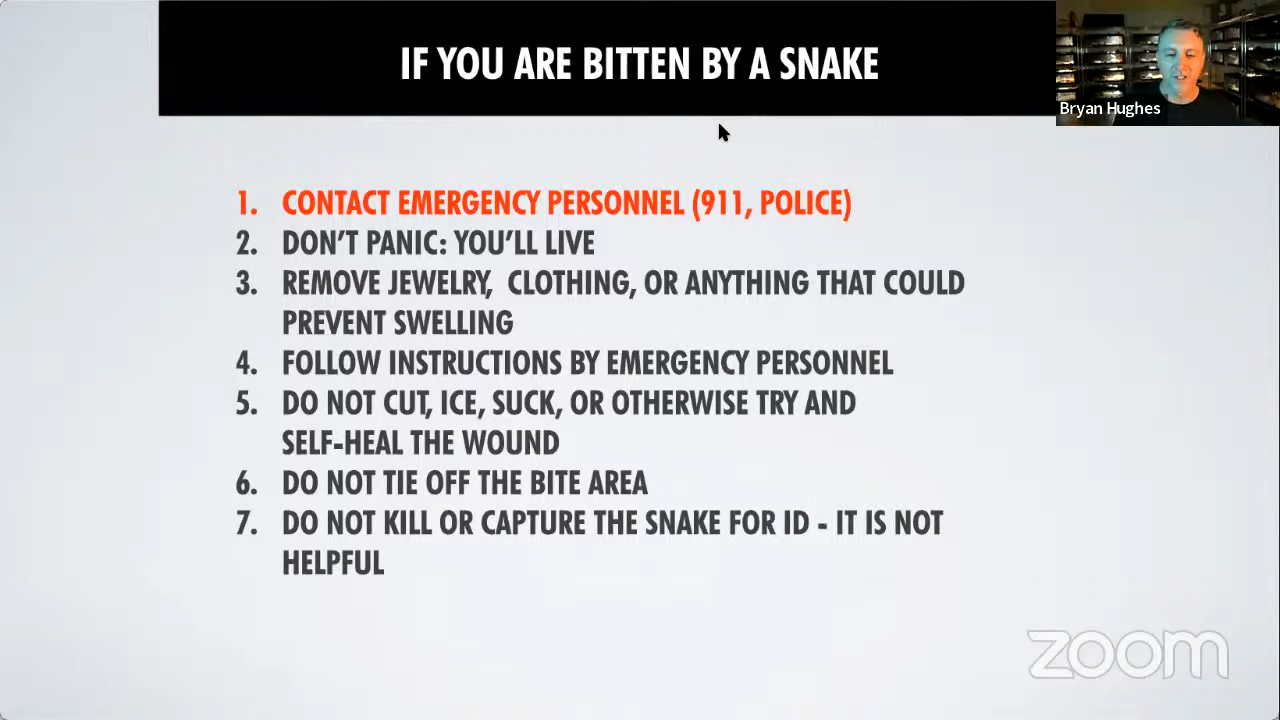 IF YOU ARE BITTEN BY A SNAKE
Bryan Hughes
1. CONTACT EMERGENCY PERSONNEL (911, POLICE)
2. DON'T PANIC: YOU'LL LIVE
3. REMOVE JEWELRY, CLOTHING, OR ANYTHING THAT COULD
PREVENT SWELLING
4. FOLLOW INSTRUCTIONS BY EMERGENCY PERSONNEL
5. DO NOT CUT, ICE, SUCK, OR OTHERWISE TRY AND
SELF-HEAL THE WOUND
6. DO NOT TIE OFF THE BITE AREA
7. DO NOT KILL OR CAPTURE THE SNAKE FOR ID - IT IS NOT
HELPFUL
zoom